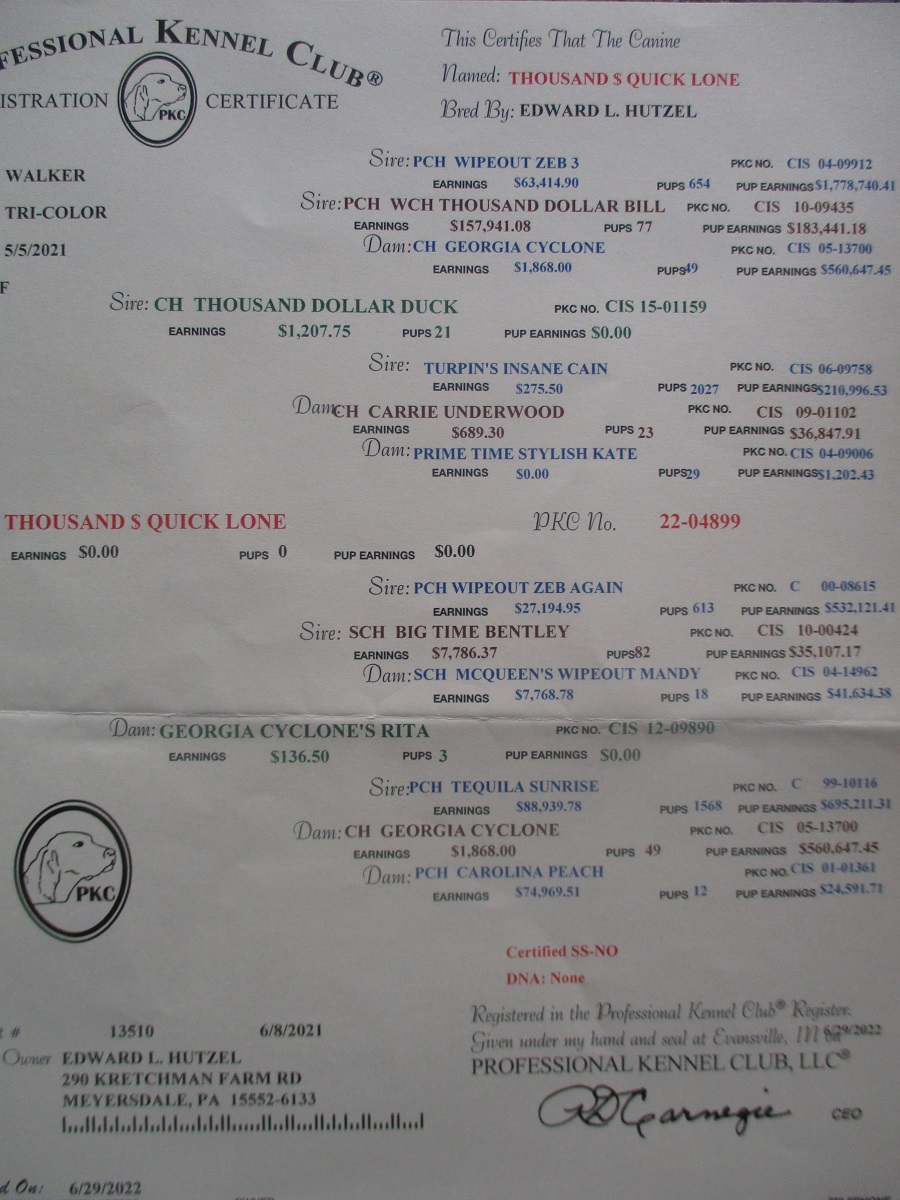 FESSIONAL KENNEL CLUB®
This Certifies That The Canine
Named: THOUSAND $ QUICK LONE
ISTRATION PKC CERTIFICATE
Bred By: EDWARD L. HUTZEL
Sire: PCH WIPEOUT ZEB 3 PKC NO. CIS 04-09912
WALKER
EARNINGS $63,414.90 PUPS 654 PUP EARNINGS $1,778,740.41
Sire: PCH WCH THOUSAND DOLLAR BILL PKC NO. CIS 10-09435
TRI-COLOR
EARNINGS $157,941.08 PUPS 77 PUP EARNINGS $183,441.18
Dam: CH GEORGIA CYCLONE PKC NO. CIS 05-13700
5/5/2021
EARNINGS $1,868.00 PUPS 49 PUP EARNINGS $560,647.45
F
Sire: CH THOUSAND DOLLAR DUCK PKC NO. CIS 15-01159
EARNINGS $1,207.75 PUPS 21 PUP EARNINGS $0.00
Sire: TURPIN'S INSANE CAIN PKC NO. CIS 06-09758
EARNINGS $275.50 PUPS 2027 PUP EARNINGS $210,996.53
Dam: CH CARRIE UNDERWOOD PKC NO. CIS 09-01102
EARNINGS $689.30 PUPS 23 PUP EARNINGS $36,847.91
Dam: PRIME TIME STYLISH KATE PKC NO. CIS 04-09006
EARNINGS $0.00 PUPS 29 PUP EARNINGS $1,202.43
THOUSAND $ QUICK LONE PKC No. 22-04899
EARNINGS $0.00 PUPS 0 PUP EARNINGS $0.00
Sire: PCH WIPEOUT ZEB AGAIN PKC NO. C 00-08615
EARNINGS $27,194.95 PUPS 613 PUP EARNINGS $532,121.41
Sire: SCH BIG TIME BENTLEY PKC NO. CIS 10-00424
EARNINGS $7,786.37 PUPS 82 PUP EARNINGS $35,107.17
Dam: SCH MCQUEEN'S WIPEOUT MANDY PKC NO. CIS 04-14962
EARNINGS $7,768.78 PUPS 18 PUP EARNINGS $41,634.38
Dam: GEORGIA CYCLONE'S RITA PKC NO. CIS 12-09890
EARNINGS $136.50 PUPS 3 PUP EARNINGS $0.00
Sire: PCH TEQUILA SUNRISE PKC NO. C 99-10116
EARNINGS $88,939.78 PUPS 1568 PUP EARNINGS $695,211.31
Dam: CH GEORGIA CYCLONE PKC NO. CIS 05-13700
EARNINGS $1,868.00 PUPS 49 PUP EARNINGS $560,647.45
Dam: PCH CAROLINA PEACH PKC NO. CIS 01-01361
EARNINGS $74,969.51 PUPS 12 PUP EARNINGS $24,591.71
PKC
Certified SS-NO
DNA: None
Registered in the Professional Kennel Club® Register.
t # 13510 6/8/2021
Given under my hand and seal at Evansville, 6/29/2022
Owner EDWARD L. HUTZEL
PROFESSIONAL KENNEL CLUB, LLC®
290 KRETCHMAN FARM RD
MEYERSDALE, PA 15552-6133
Carnegie CEO
d On: 6/29/2022